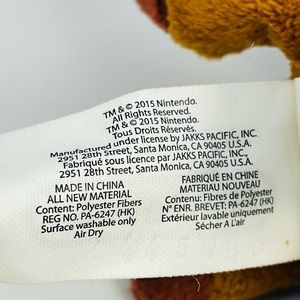 TM & © 2015 Nintendo.
All Rights Reserved.
TM & © 2015 Nintendo.
Tous Droits Réservés.
Manufactured under license by JAKKS PACIFIC, INC.
2951 28th Street, Santa Monica, CA 90405 U.S.A.
Fabriqué sous licence par JAKKS PACIFIC, INC.
2951 28th Street, Santa Monica, CA 90405 U.S.A.
MADE IN CHINA
ALL NEW MATERIAL
Content: Polyester Fibers
REG NO. PA-6247 (HK)
Surface washable only
Air Dry
FABRIQUÉ EN CHINE
MATERIAU NOUVEAU
Contenu: Fibres de Polyester
N° ENR. BREVET: PA-6247 (HK)
Extérieur lavable uniquement
Sécher A L'air